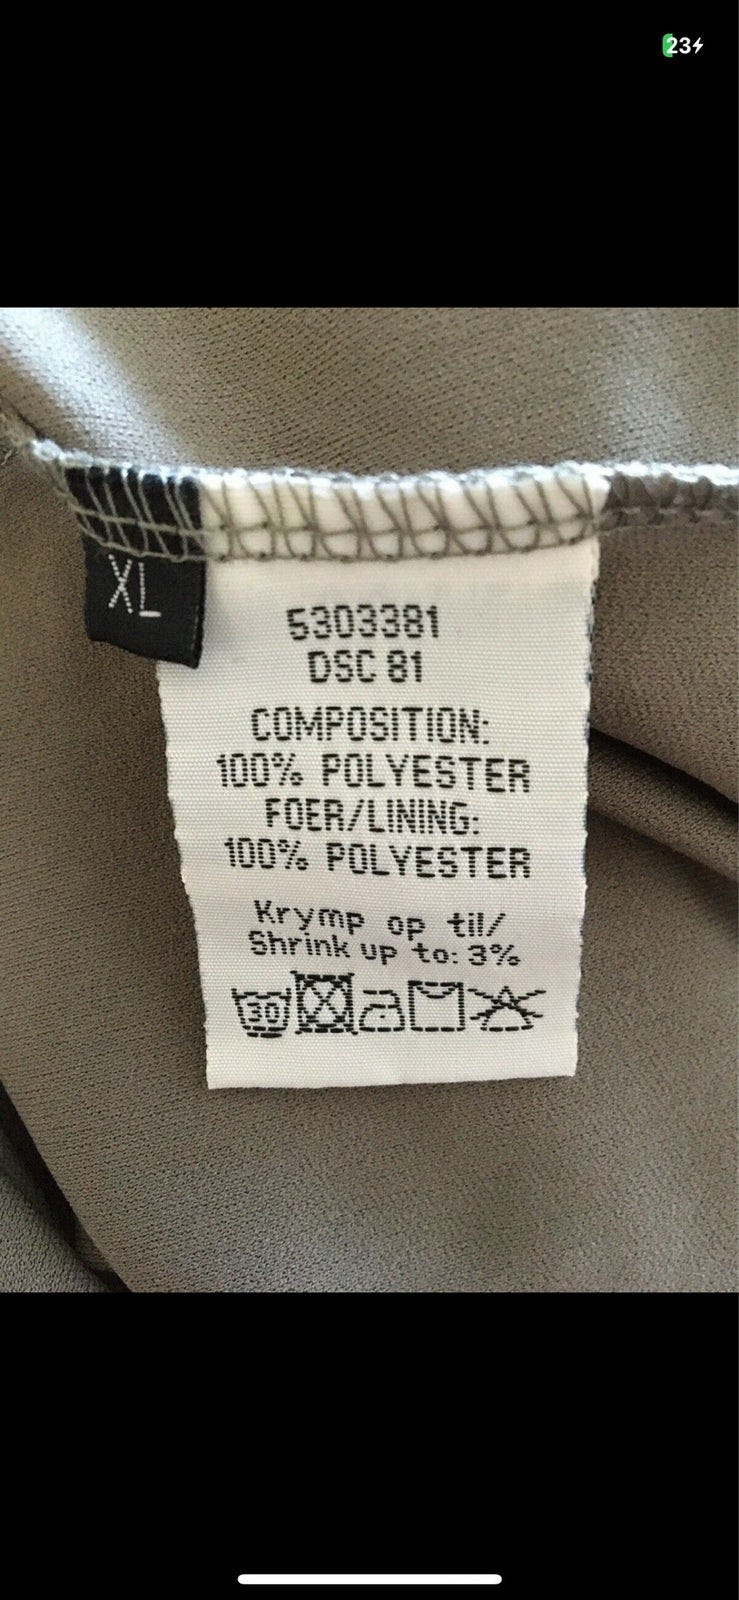 23
XL
5303381
DSC 81
COMPOSITION:
100% POLYESTER
FOER/LINING:
100% POLYESTER
Krymp op til/
Shrink up to: 3%
30